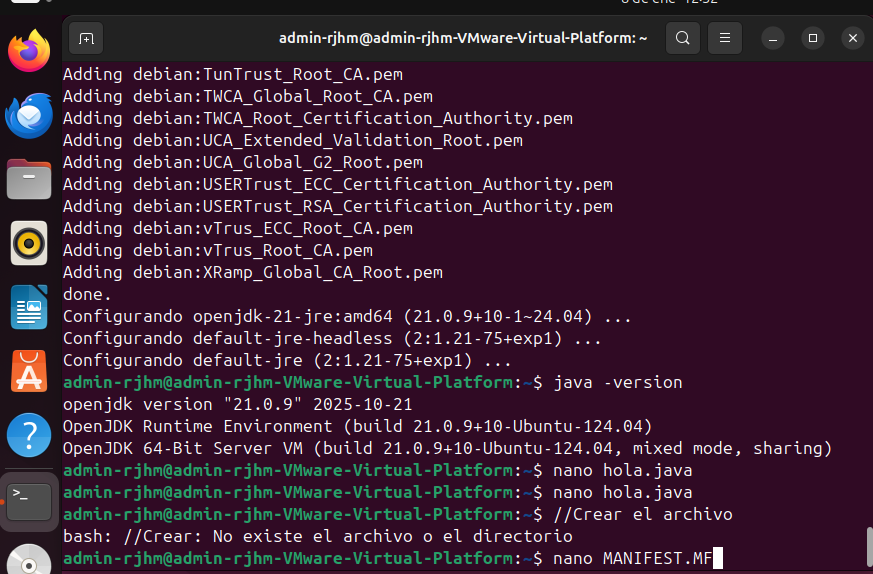 admin-rjhm@admin-rjhm-VMware-Virtual-Platform: ~
Adding debian:TunTrust_Root_CA.pem
Adding debian:TWCA_Global_Root_CA.pem
Adding debian:TWCA_Root_Certification_Authority.pem
Adding debian:UCA_Extended_Validation_Root.pem
Adding debian:UCA_Global_G2_Root.pem
Adding debian:USERTrust_ECC_Certification_Authority.pem
Adding debian:USERTrust_RSA_Certification_Authority.pem
Adding debian:vTrus_ECC_Root_CA.pem
Adding debian:vTrus_Root_CA.pem
Adding debian:XRamp_Global_CA_Root.pem
done.
Configurando openjdk-21-jre:amd64 (21.0.9+10-1~24.04) ...
Configurando default-jre-headless (2:1.21-75+exp1) ...
Configurando default-jre (2:1.21-75+exp1) ...
admin-rjhm@admin-rjhm-VMware-Virtual-Platform:~$ java -version
openjdk version "21.0.9" 2025-10-21
OpenJDK Runtime Environment (build 21.0.9+10-Ubuntu-124.04)
OpenJDK 64-Bit Server VM (build 21.0.9+10-Ubuntu-124.04, mixed mode, sharing)
admin-rjhm@admin-rjhm-VMware-Virtual-Platform:~$ nano hola.java
admin-rjhm@admin-rjhm-VMware-Virtual-Platform:~$ nano hola.java
admin-rjhm@admin-rjhm-VMware-Virtual-Platform:~$ //Crear el archivo
bash: //Crear: No existe el archivo o el directorio
admin-rjhm@admin-rjhm-VMware-Virtual-Platform:~$ nano MANIFEST.MF